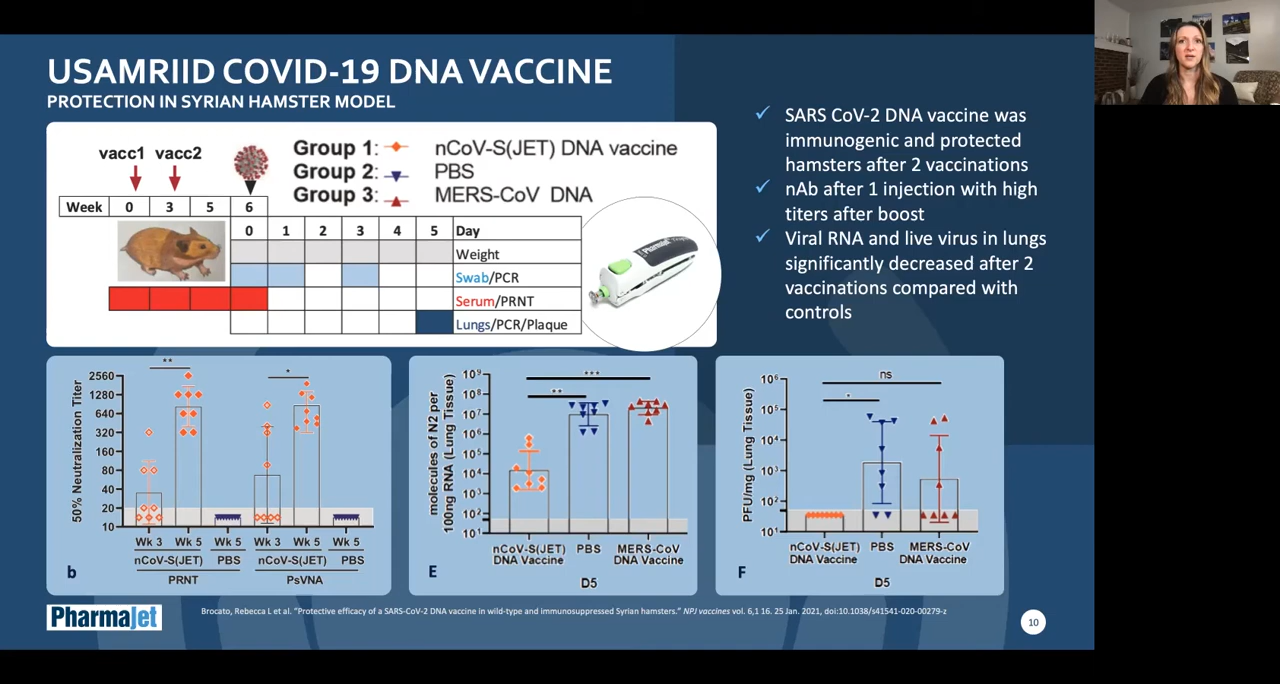 USAMRIID COVID-19 DNA VACCINE
PROTECTION IN SYRIAN HAMSTER MODEL
vacc1 vacc2
Group 1: nCoV-S(JET) DNA vaccine
Group 2: PBS
Group 3: MERS-CoV DNA
Week 0 3 5 6
0 1 2 3 4 5 Day
Weight
Swab/PCR
Serum/PRNT
Lungs/PCR/Plaque
PharmaJet
✓ SARS CoV-2 DNA vaccine was
immunogenic and protected
hamsters after 2 vaccinations
✓ nAb after 1 injection with high
titers after boost
✓ Viral RNA and live virus in lungs
significantly decreased after 2
vaccinations compared with
controls
50% Neutralization Titer
2560
1280
640
320
160
80
40
20
10
** *
Wk 3 Wk 5 Wk 5 Wk 3 Wk 5 Wk 5
nCoV-S(JET) PBS nCoV-S(JET) PBS
PRNT PsVNA
b
molecules of N2 per
100ng RNA (Lung Tissue)
10⁹
10⁸
10⁷
10⁶
10⁵
10⁴
10³
10²
10¹
***
**
nCoV-S(JET) PBS MERS-CoV
DNA Vaccine DNA Vaccine
D5
E
PFU/mg (Lung Tissue)
10⁶
10⁵
10⁴
10³
10²
10¹
ns
*
nCoV-S(JET) PBS MERS-CoV
DNA Vaccine DNA Vaccine
D5
F
PharmaJet
Brocato, Rebecca L et al. “Protective efficacy of a SARS-CoV-2 DNA vaccine in wild-type and immunosuppressed Syrian hamsters.” NPJ vaccines vol. 6,1 16. 25 Jan. 2021, doi:10.1038/s41541-020-00279-z
10